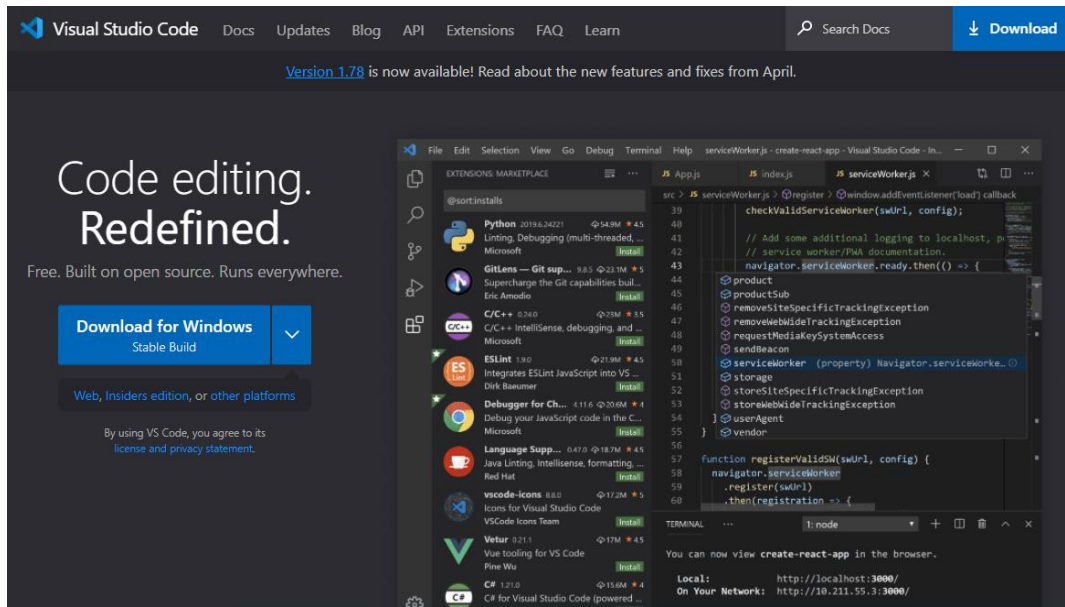 Visual Studio Code Docs Updates Blog API Extensions FAQ Learn Search Docs Download
Version 1.78 is now available! Read about the new features and fixes from April.
Code editing.
Redefined.
Free. Built on open source. Runs everywhere.
Download for Windows
Stable Build
Web, Insiders edition, or other platforms
By using VS Code, you agree to its
license and privacy statement.
File Edit Selection View Go Debug Terminal Help serviceWorker.js - create-react-app - Visual Studio Code - In...
EXTENSIONS: MARKETPLACE
@sort:installs
Python 2019.6.24221 54.9M ★ 4.5
Linting, Debugging (multi-threaded, ...
Microsoft Install
GitLens — Git sup... 9.8.5 23.1M ★ 5
Supercharge the Git capabilities buil...
Eric Amodio Install
C/C++ 0.24.0 23M ★ 3.5
C/C++ IntelliSense, debugging, and ...
Microsoft Install
ESLint 1.9.0 21.9M ★ 4.5
Integrates ESLint JavaScript into VS ...
Dirk Baeumer Install
Debugger for Ch... 4.11.6 20.6M ★ 4
Debug your JavaScript code in the C...
Microsoft Install
Language Supp... 0.47.0 18.7M ★ 4.5
Java Linting, Intellisense, formatting, ...
Red Hat Install
vscode-icons 8.8.0 17.2M ★ 5
Icons for Visual Studio Code
VSCode Icons Team Install
Vetur 0.21.1 17M ★ 4.5
Vue tooling for VS Code
Pine Wu Install
C# 1.21.0 15.6M ★ 4
C# for Visual Studio Code (powered ...
JS App.js JS index.js JS serviceWorker.js
src > JS serviceWorker.js > register > window.addEventListener('load') callback
39 checkValidServiceWorker(swUrl, config);
40
41 // Add some additional logging to localhost, p
42 // service worker/PWA documentation.
43 navigator.serviceWorker.ready.then(() => {
44 product
45 productSub
46 removeSiteSpecificTrackingException
47 removeWebWideTrackingException
48 requestMediaKeySystemAccess
49 sendBeacon
50 serviceWorker (property) Navigator.serviceWorke...
51 storage
52 storeSiteSpecificTrackingException
53 storeWebWideTrackingException
54 } userAgent
55 } vendor
56
57 function registerValidSW(swUrl, config) {
58 navigator.serviceWorker
59 .register(swUrl)
60 .then(registration => {
TERMINAL ... 1: node
You can now view create-react-app in the browser.
Local: http://localhost:3000/
On Your Network: http://10.211.55.3:3000/